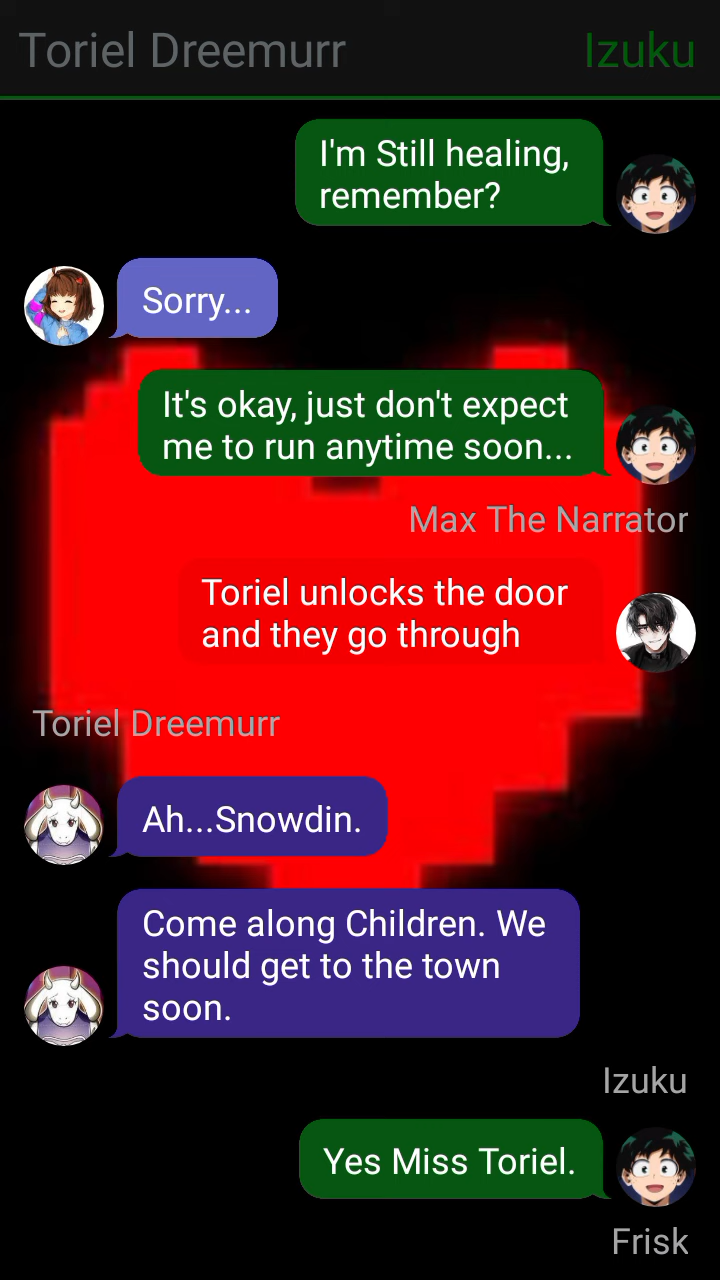 Toriel Dreemurr Izuku
I'm Still healing,
remember?
Sorry...
It's okay, just don't expect
me to run anytime soon...
Max The Narrator
Toriel unlocks the door
and they go through
Toriel Dreemurr
Ah...Snowdin.
Come along Children. We
should get to the town
soon.
Izuku
Yes Miss Toriel.
Frisk